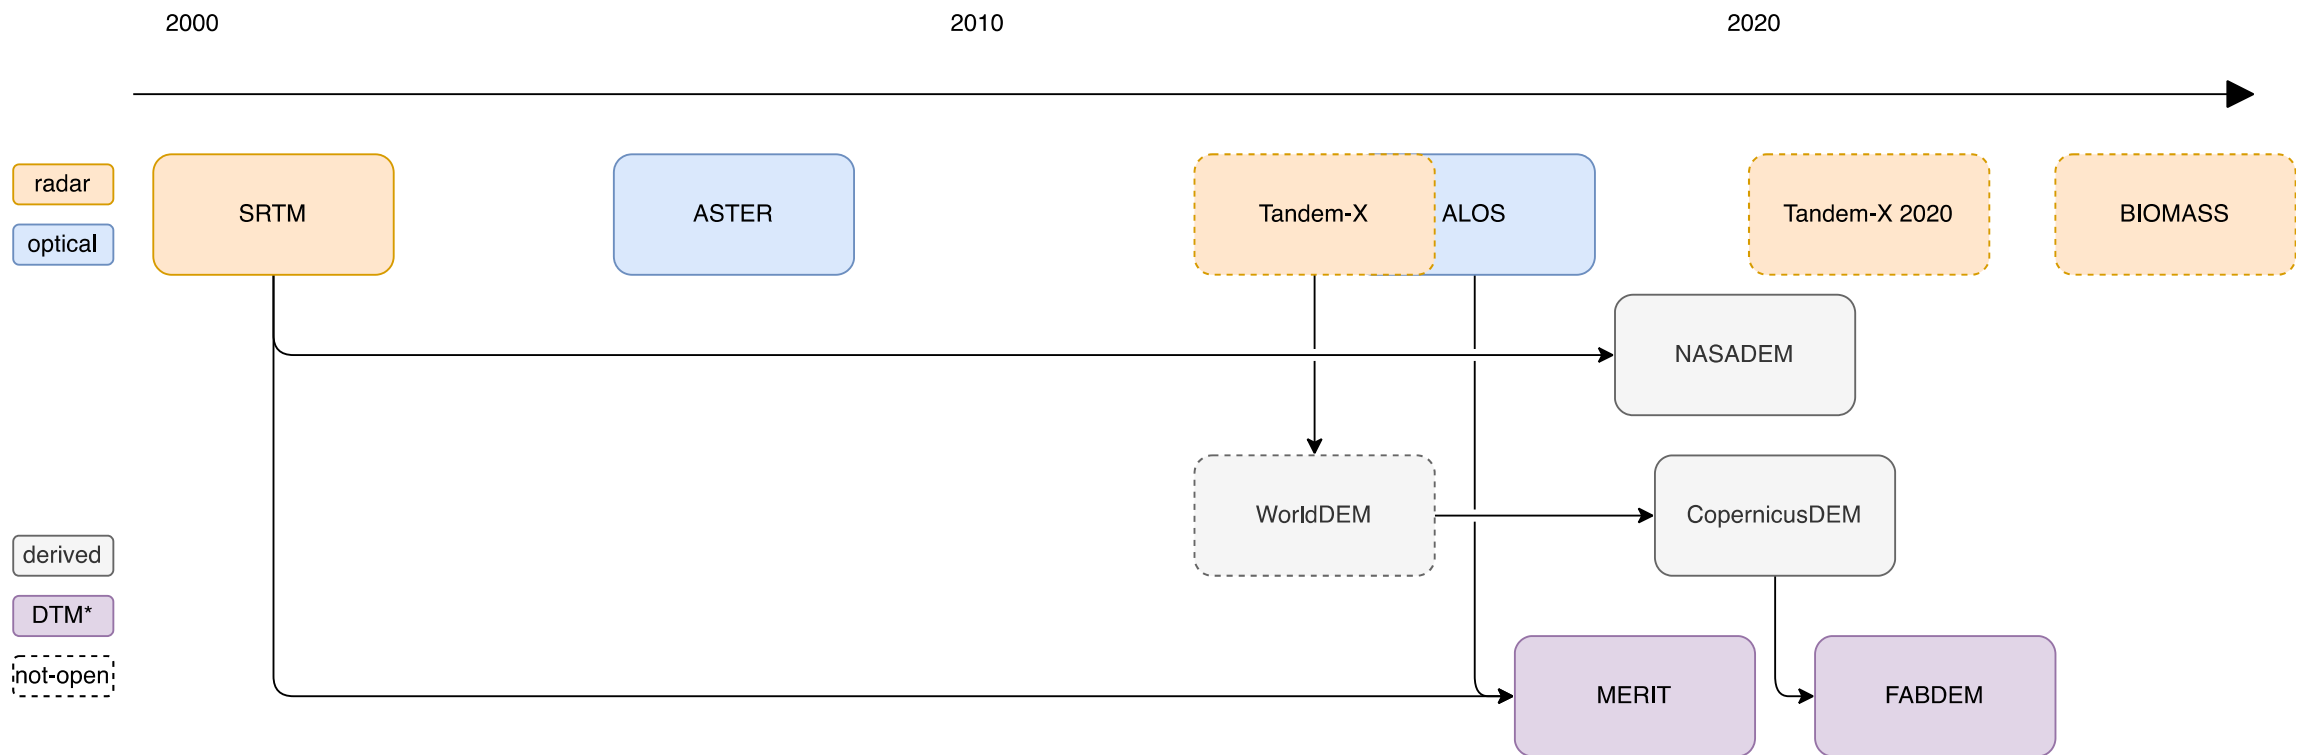 2000
2010
2020
radar
optical
SRTM
ASTER
Tandem-X
ALOS
Tandem-X 2020
BIOMASS
NASADEM
WorldDEM
CopernicusDEM
derived
DTM*
not-open
MERIT
FABDEM